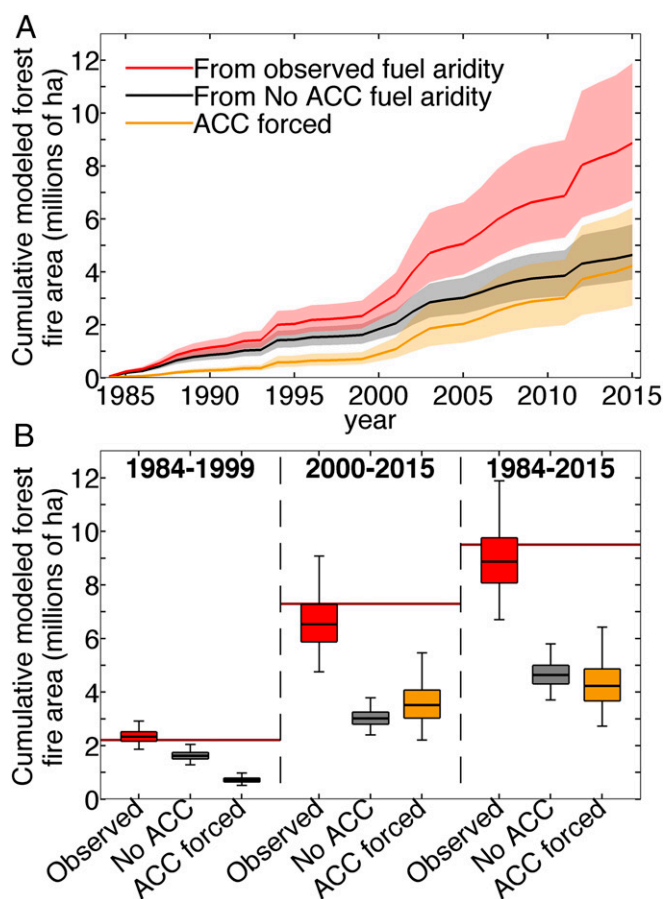 A
Cumulative modeled forest
fire area (millions of ha)
12
10
8
6
4
2
0
From observed fuel aridity
From No ACC fuel aridity
ACC forced
1985 1990 1995 2000 2005 2010 2015
year
B
Cumulative modeled forest
fire area (millions of ha)
1984-1999 2000-2015 1984-2015
12
10
8
6
4
2
0
Observed No ACC ACC forced Observed No ACC ACC forced Observed No ACC ACC forced